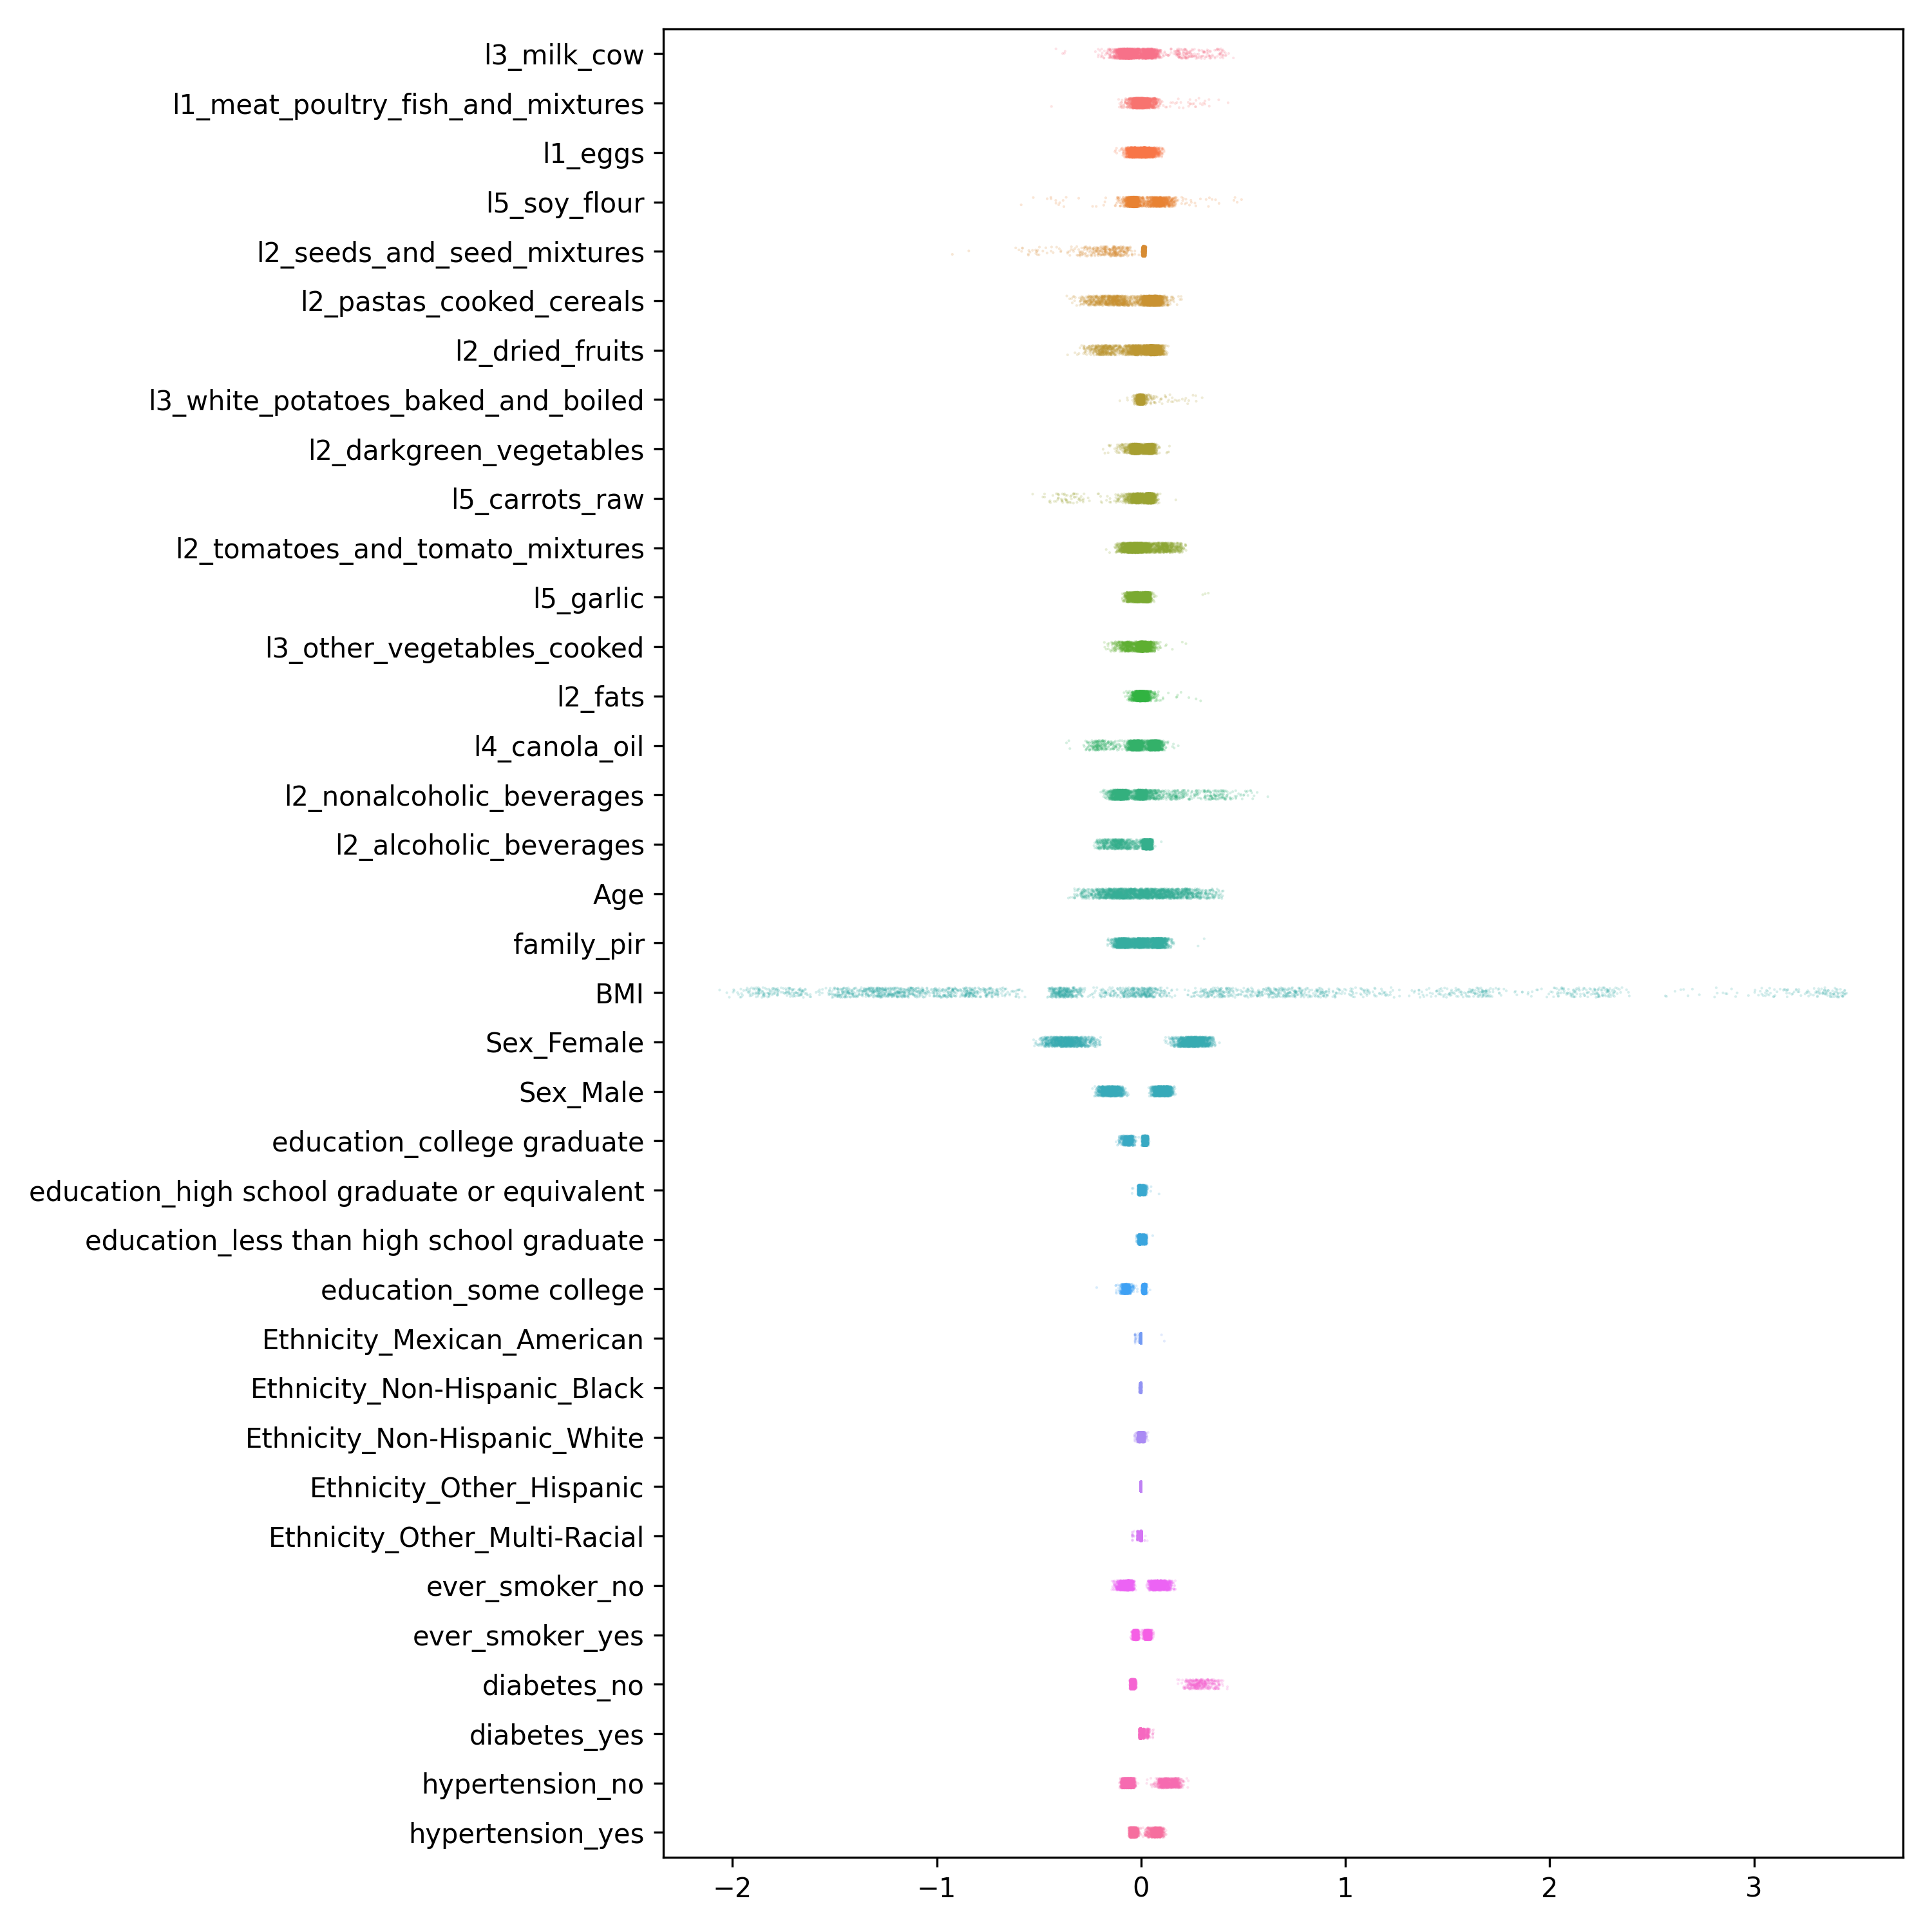 l3_milk_cow
l1_meat_poultry_fish_and_mixtures
l1_eggs
l5_soy_flour
l2_seeds_and_seed_mixtures
l2_pastas_cooked_cereals
l2_dried_fruits
l3_white_potatoes_baked_and_boiled
l2_darkgreen_vegetables
l5_carrots_raw
l2_tomatoes_and_tomato_mixtures
l5_garlic
l3_other_vegetables_cooked
l2_fats
l4_canola_oil
l2_nonalcoholic_beverages
l2_alcoholic_beverages
Age
family_pir
BMI
Sex_Female
Sex_Male
education_college graduate
education_high school graduate or equivalent
education_less than high school graduate
education_some college
Ethnicity_Mexican_American
Ethnicity_Non-Hispanic_Black
Ethnicity_Non-Hispanic_White
Ethnicity_Other_Hispanic
Ethnicity_Other_Multi-Racial
ever_smoker_no
ever_smoker_yes
diabetes_no
diabetes_yes
hypertension_no
hypertension_yes
−2 −1 0 1 2 3